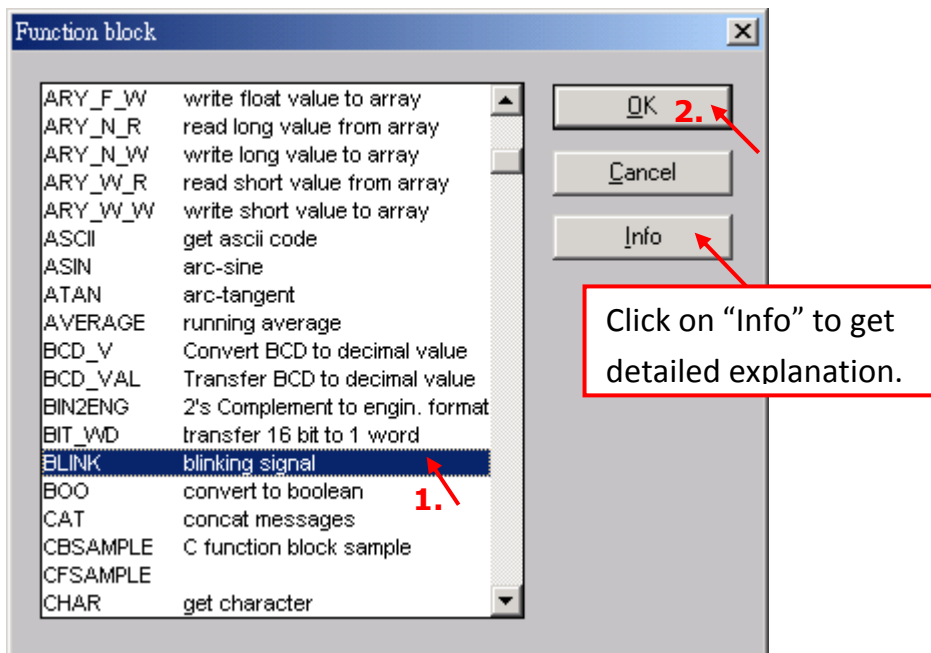 Function block
ARY_F_W write float value to array
ARY_N_R read long value from array
ARY_N_W write long value to array
ARY_W_R read short value from array
ARY_W_W write short value to array
ASCII get ascii code
ASIN arc-sine
ATAN arc-tangent
AVERAGE running average
BCD_V Convert BCD to decimal value
BCD_VAL Transfer BCD to decimal value
BIN2ENG 2's Complement to engin. format
BIT_WD transfer 16 bit to 1 word
BLINK blinking signal
BOO convert to boolean
CAT concat messages
CBSAMPLE C function block sample
CFSAMPLE
CHAR get character
1.
OK
2.
Cancel
Info
Click on “Info” to get
detailed explanation.